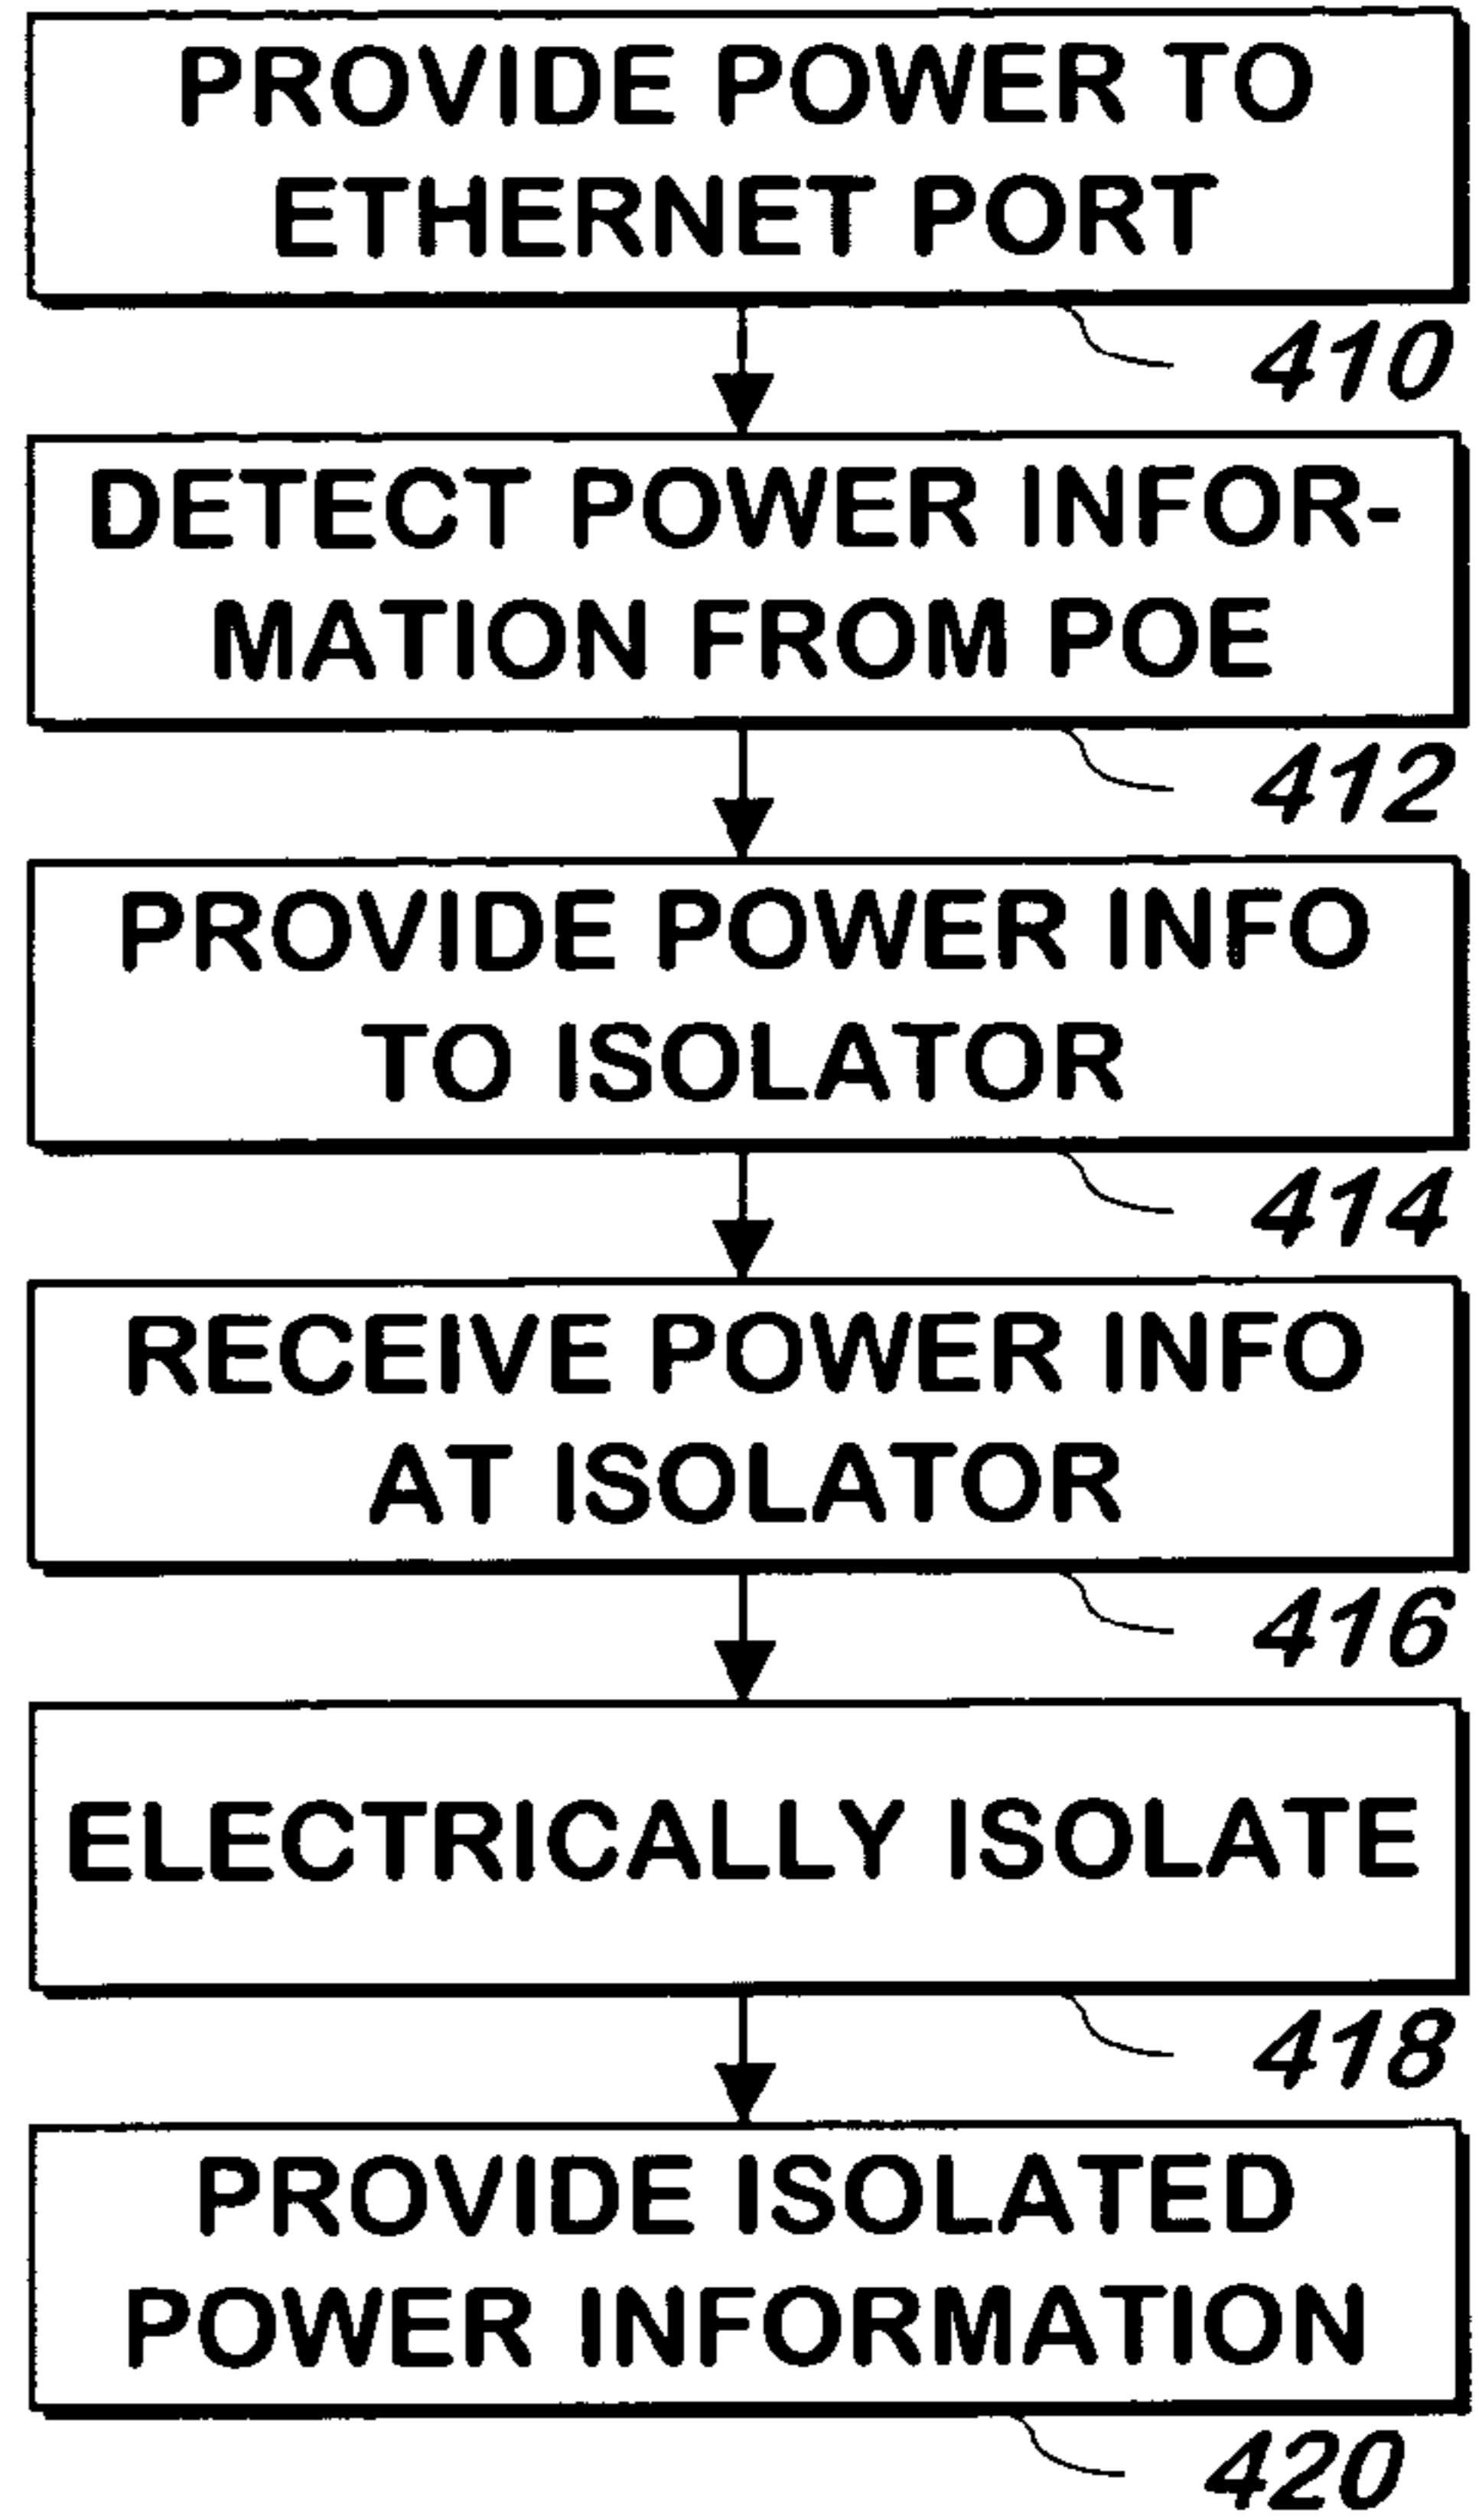 PROVIDE POWER TO
ETHERNET PORT
410
DETECT POWER INFOR-
MATION FROM POE
412
PROVIDE POWER INFO
TO ISOLATOR
414
RECEIVE POWER INFO
AT ISOLATOR
416
ELECTRICALLY ISOLATE
418
PROVIDE ISOLATED
POWER INFORMATION
420